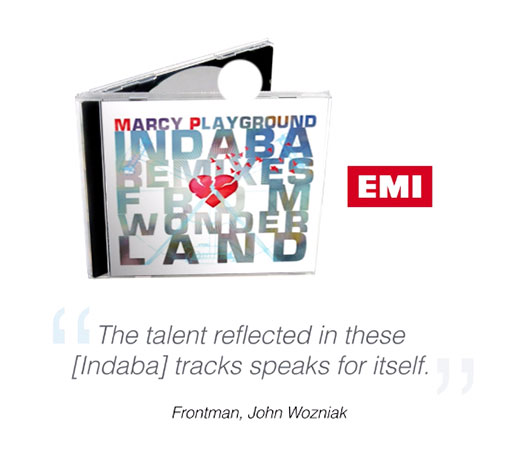 MARCY PLAYGROUND
INDABA
REMIXES
FROM
WONDER
LAND
EMI
“The talent reflected in these
[Indaba] tracks speaks for itself.”
Frontman, John Wozniak